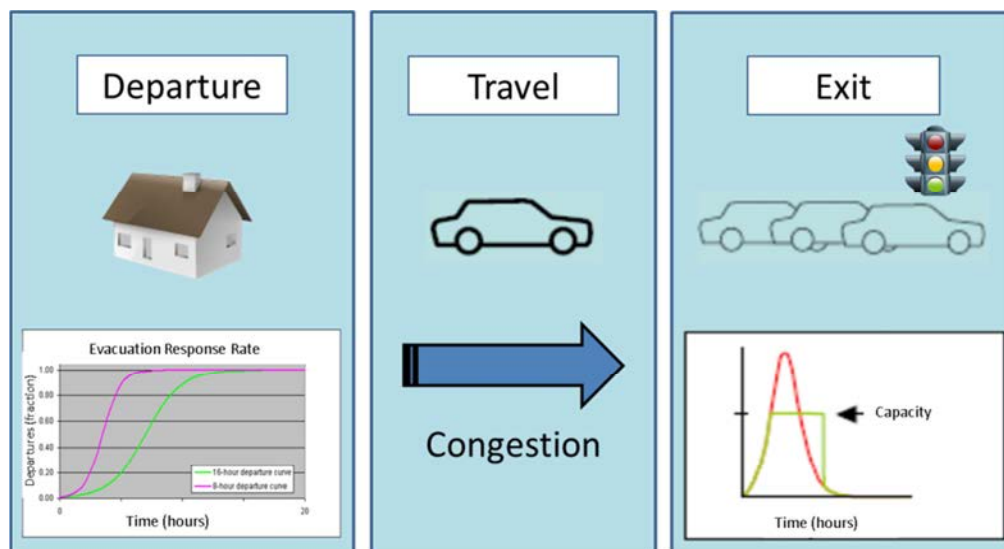 Departure
Travel
Exit
Evacuation Response Rate
Departures (fraction)
1.00
0.80
0.60
0.40
0.20
0.00
16-hour departure curve
8-hour departure curve
0
20
Time (hours)
Congestion
Capacity
Time (hours)